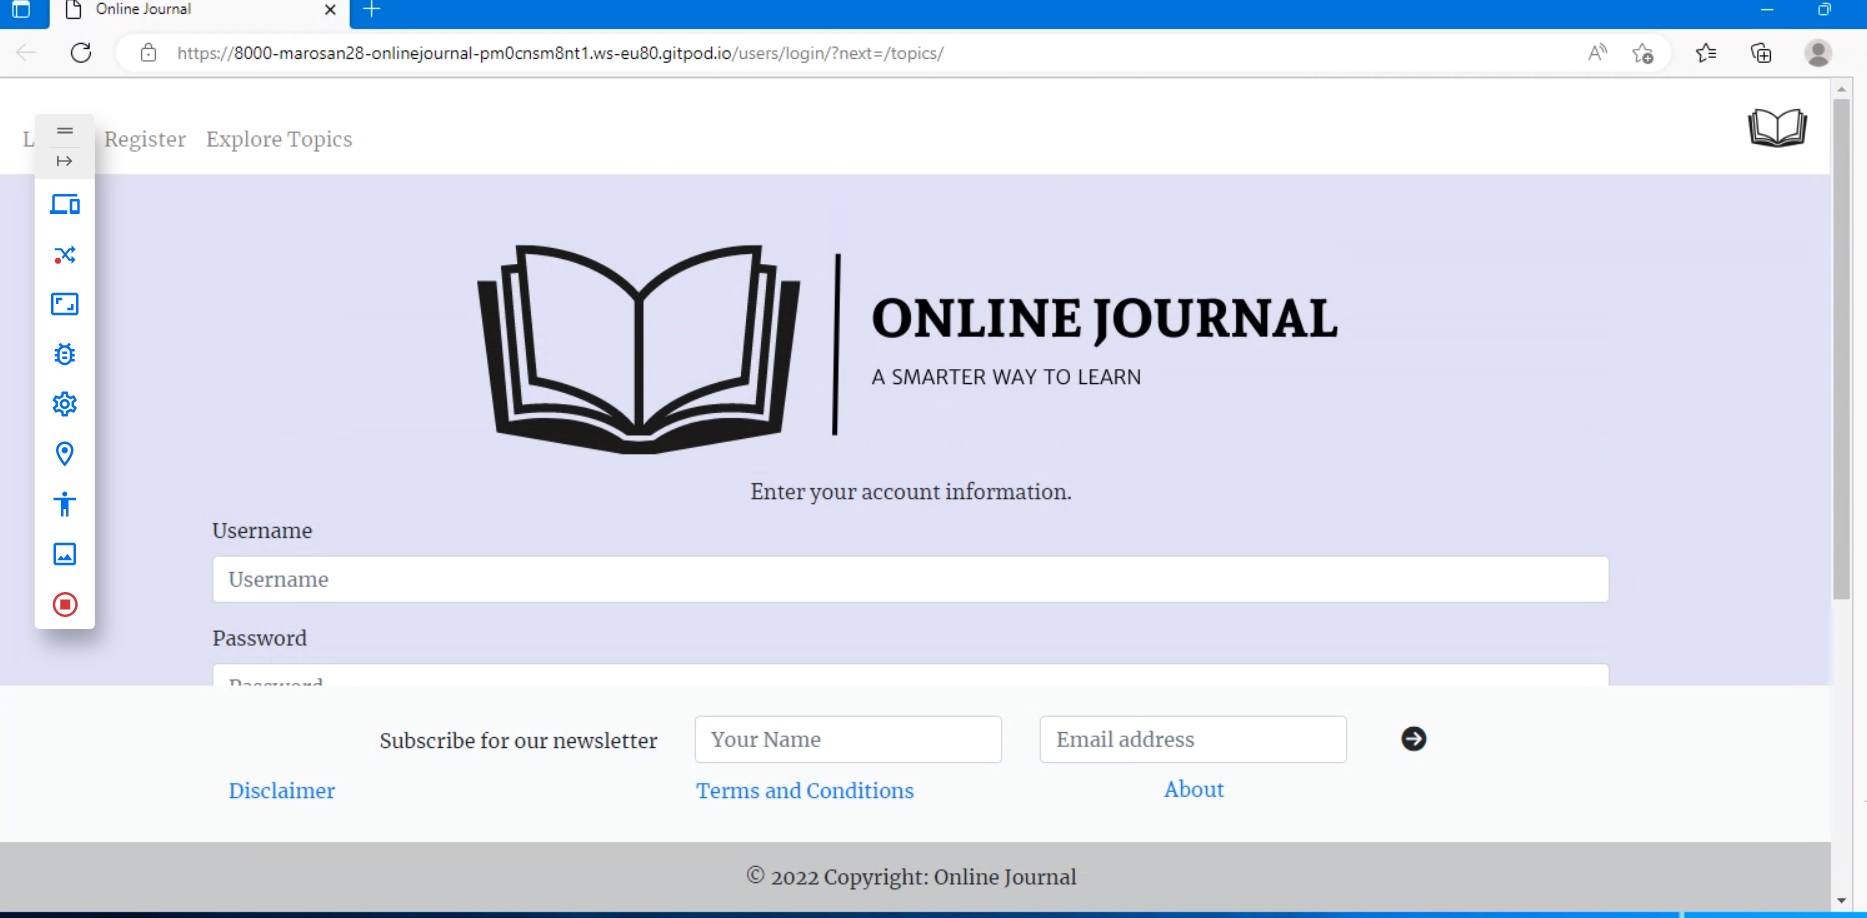 Online Journal
https://8000-marosan28-onlinejournal-pm0cnsm8nt1.ws-eu80.gitpod.io/users/login/?next=/topics/
L Register Explore Topics
ONLINE JOURNAL
A SMARTER WAY TO LEARN
Enter your account information.
Username
Username
Password
Password
Subscribe for our newsletter Your Name Email address
Disclaimer Terms and Conditions About
© 2022 Copyright: Online Journal